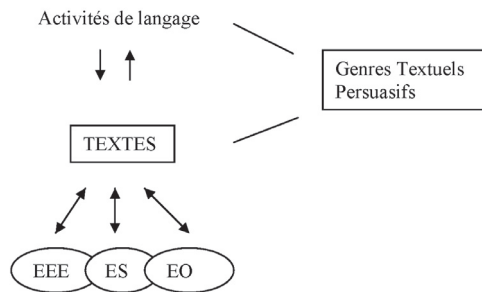 Activités de langage
Genres Textuels
Persuasifs
TEXTES
EEE ES EO